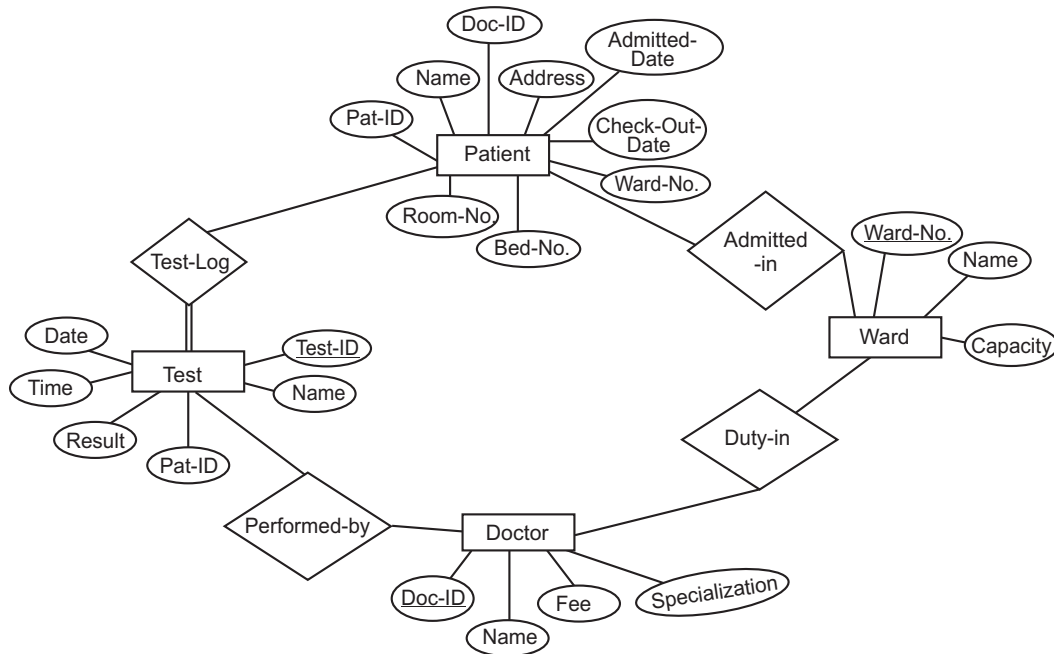 Doc-ID
Admitted-
Date
Name
Address
Pat-ID
Check-Out-
Date
Patient
Ward-No.
Room-No.
Bed-No.
Admitted
-in
Ward-No.
Name
Test-Log
Date
Test-ID
Ward
Capacity
Time
Test
Name
Result
Pat-ID
Duty-in
Performed-by
Doctor
Doc-ID
Fee
Specialization
Name